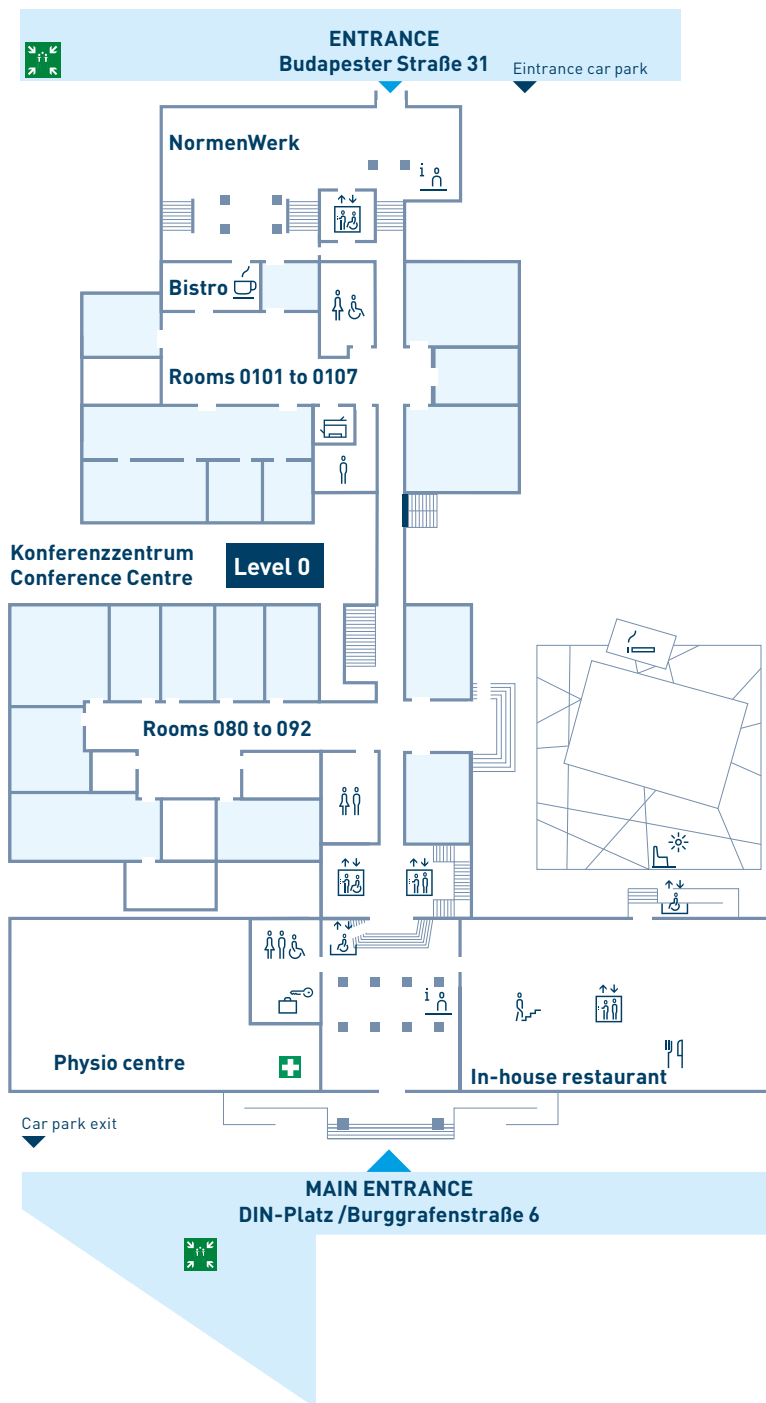 ENTRANCE
Budapester Straße 31
Eintrance car park
NormenWerk
i
Bistro
Rooms 0101 to 0107
Konferenzzentrum
Conference Centre
Level 0
Rooms 080 to 092
i
Physio centre
In-house restaurant
Car park exit
MAIN ENTRANCE
DIN-Platz /Burggrafenstraße 6